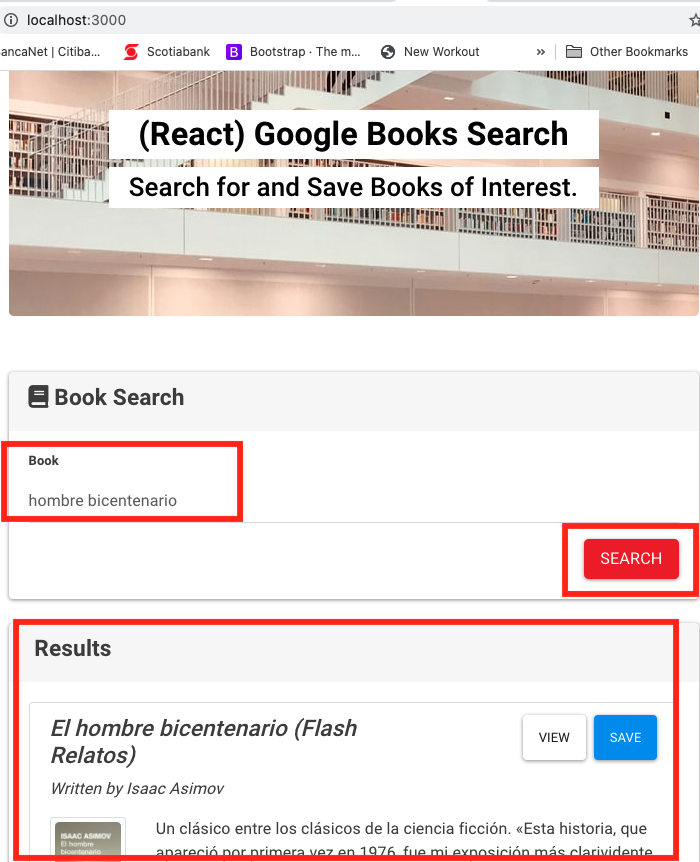 localhost:3000
ancaNet | Citiba... Scotiabank B Bootstrap · The m... New Workout » Other Bookmarks
(React) Google Books Search
Search for and Save Books of Interest.
Book Search
Book
hombre bicentenario
SEARCH
Results
El hombre bicentenario (Flash
Relatos)
VIEW SAVE
Written by Isaac Asimov
ISAAC ASIMOV
El hombre
bicentenario
Un clásico entre los clásicos de la ciencia ficción. «Esta historia, que
apareció por primera vez en 1976, fue mi exposición más clarividente